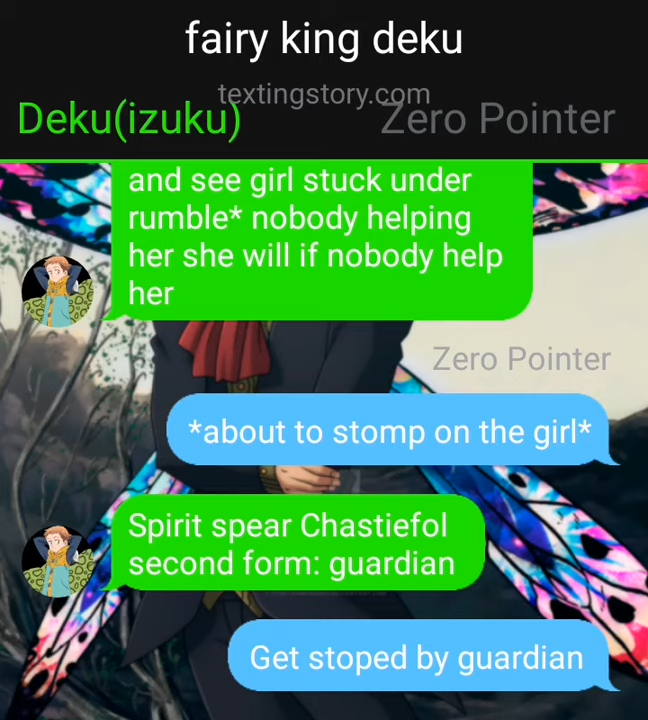 fairy king deku
textingstory.com
Deku(izuku)
Zero Pointer
and see girl stuck under
rumble* nobody helping
her she will if nobody help
her
Zero Pointer
*about to stomp on the girl*
Spirit spear Chastiefol
second form: guardian
Get stoped by guardian